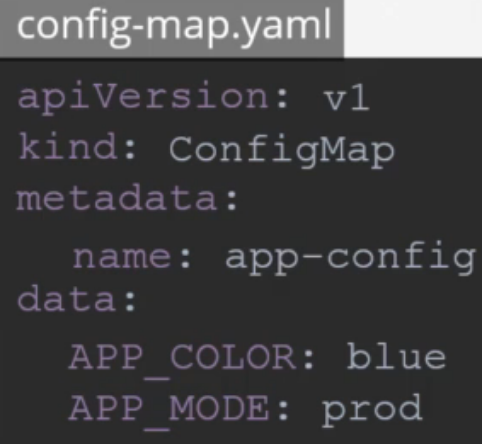 config-map.yaml
apiVersion: v1
kind: ConfigMap
metadata:
  name: app-config
data:
  APP_COLOR: blue
  APP_MODE: prod